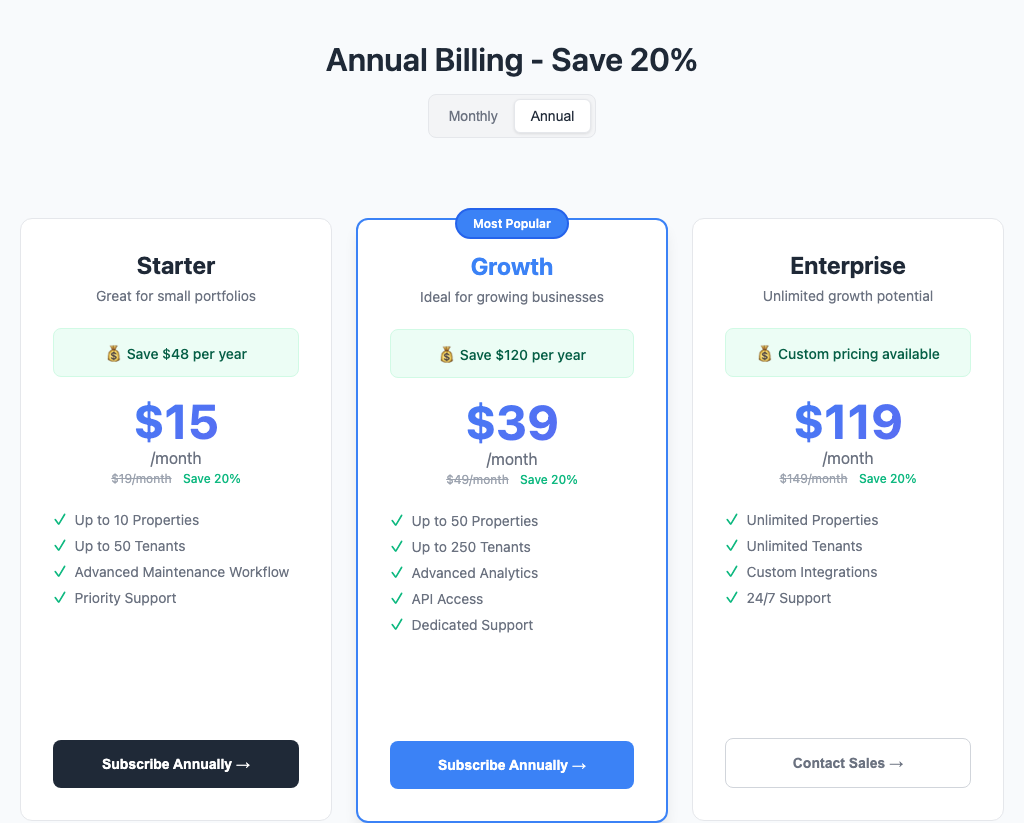 Annual Billing - Save 20%
Monthly
Annual
Starter
Great for small portfolios
💰 Save $48 per year
$15
/month
$19/month Save 20%
✓ Up to 10 Properties
✓ Up to 50 Tenants
✓ Advanced Maintenance Workflow
✓ Priority Support
Subscribe Annually →
Most Popular
Growth
Ideal for growing businesses
💰 Save $120 per year
$39
/month
$49/month Save 20%
✓ Up to 50 Properties
✓ Up to 250 Tenants
✓ Advanced Analytics
✓ API Access
✓ Dedicated Support
Subscribe Annually →
Enterprise
Unlimited growth potential
💰 Custom pricing available
$119
/month
$149/month Save 20%
✓ Unlimited Properties
✓ Unlimited Tenants
✓ Custom Integrations
✓ 24/7 Support
Contact Sales →